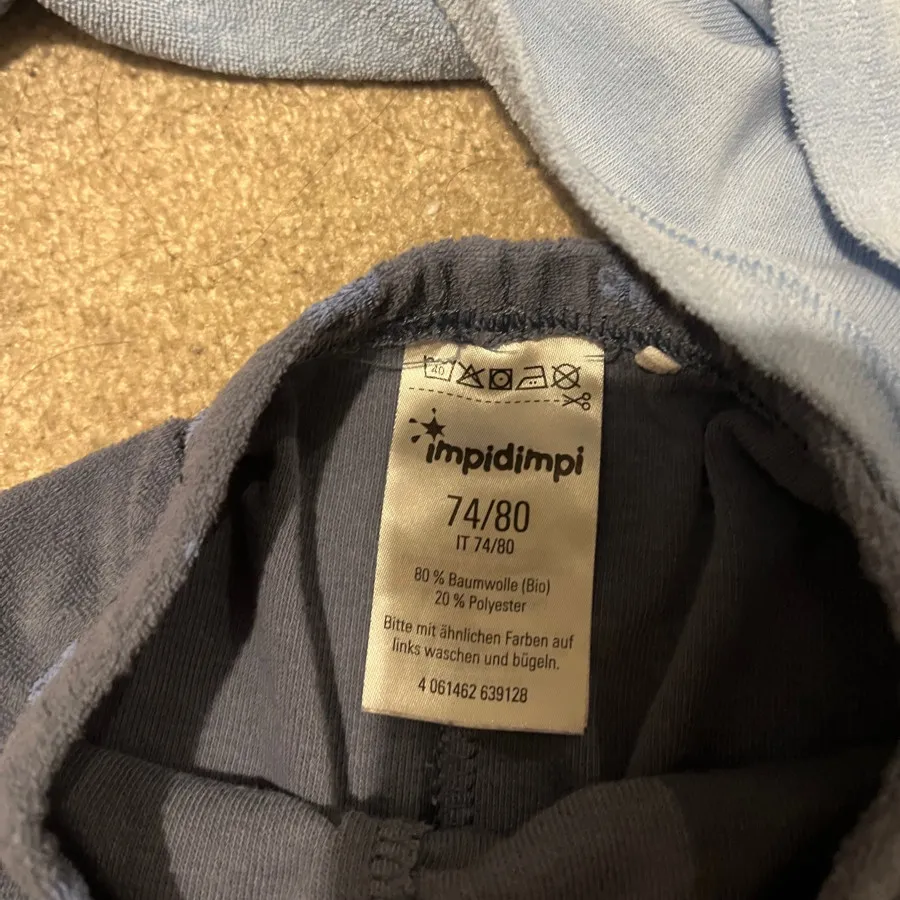 40
impidimpi
74/80
IT 74/80
80 % Baumwolle (Bio)
20 % Polyester
Bitte mit ähnlichen Farben auf
links waschen und bügeln.
4 061462 639128